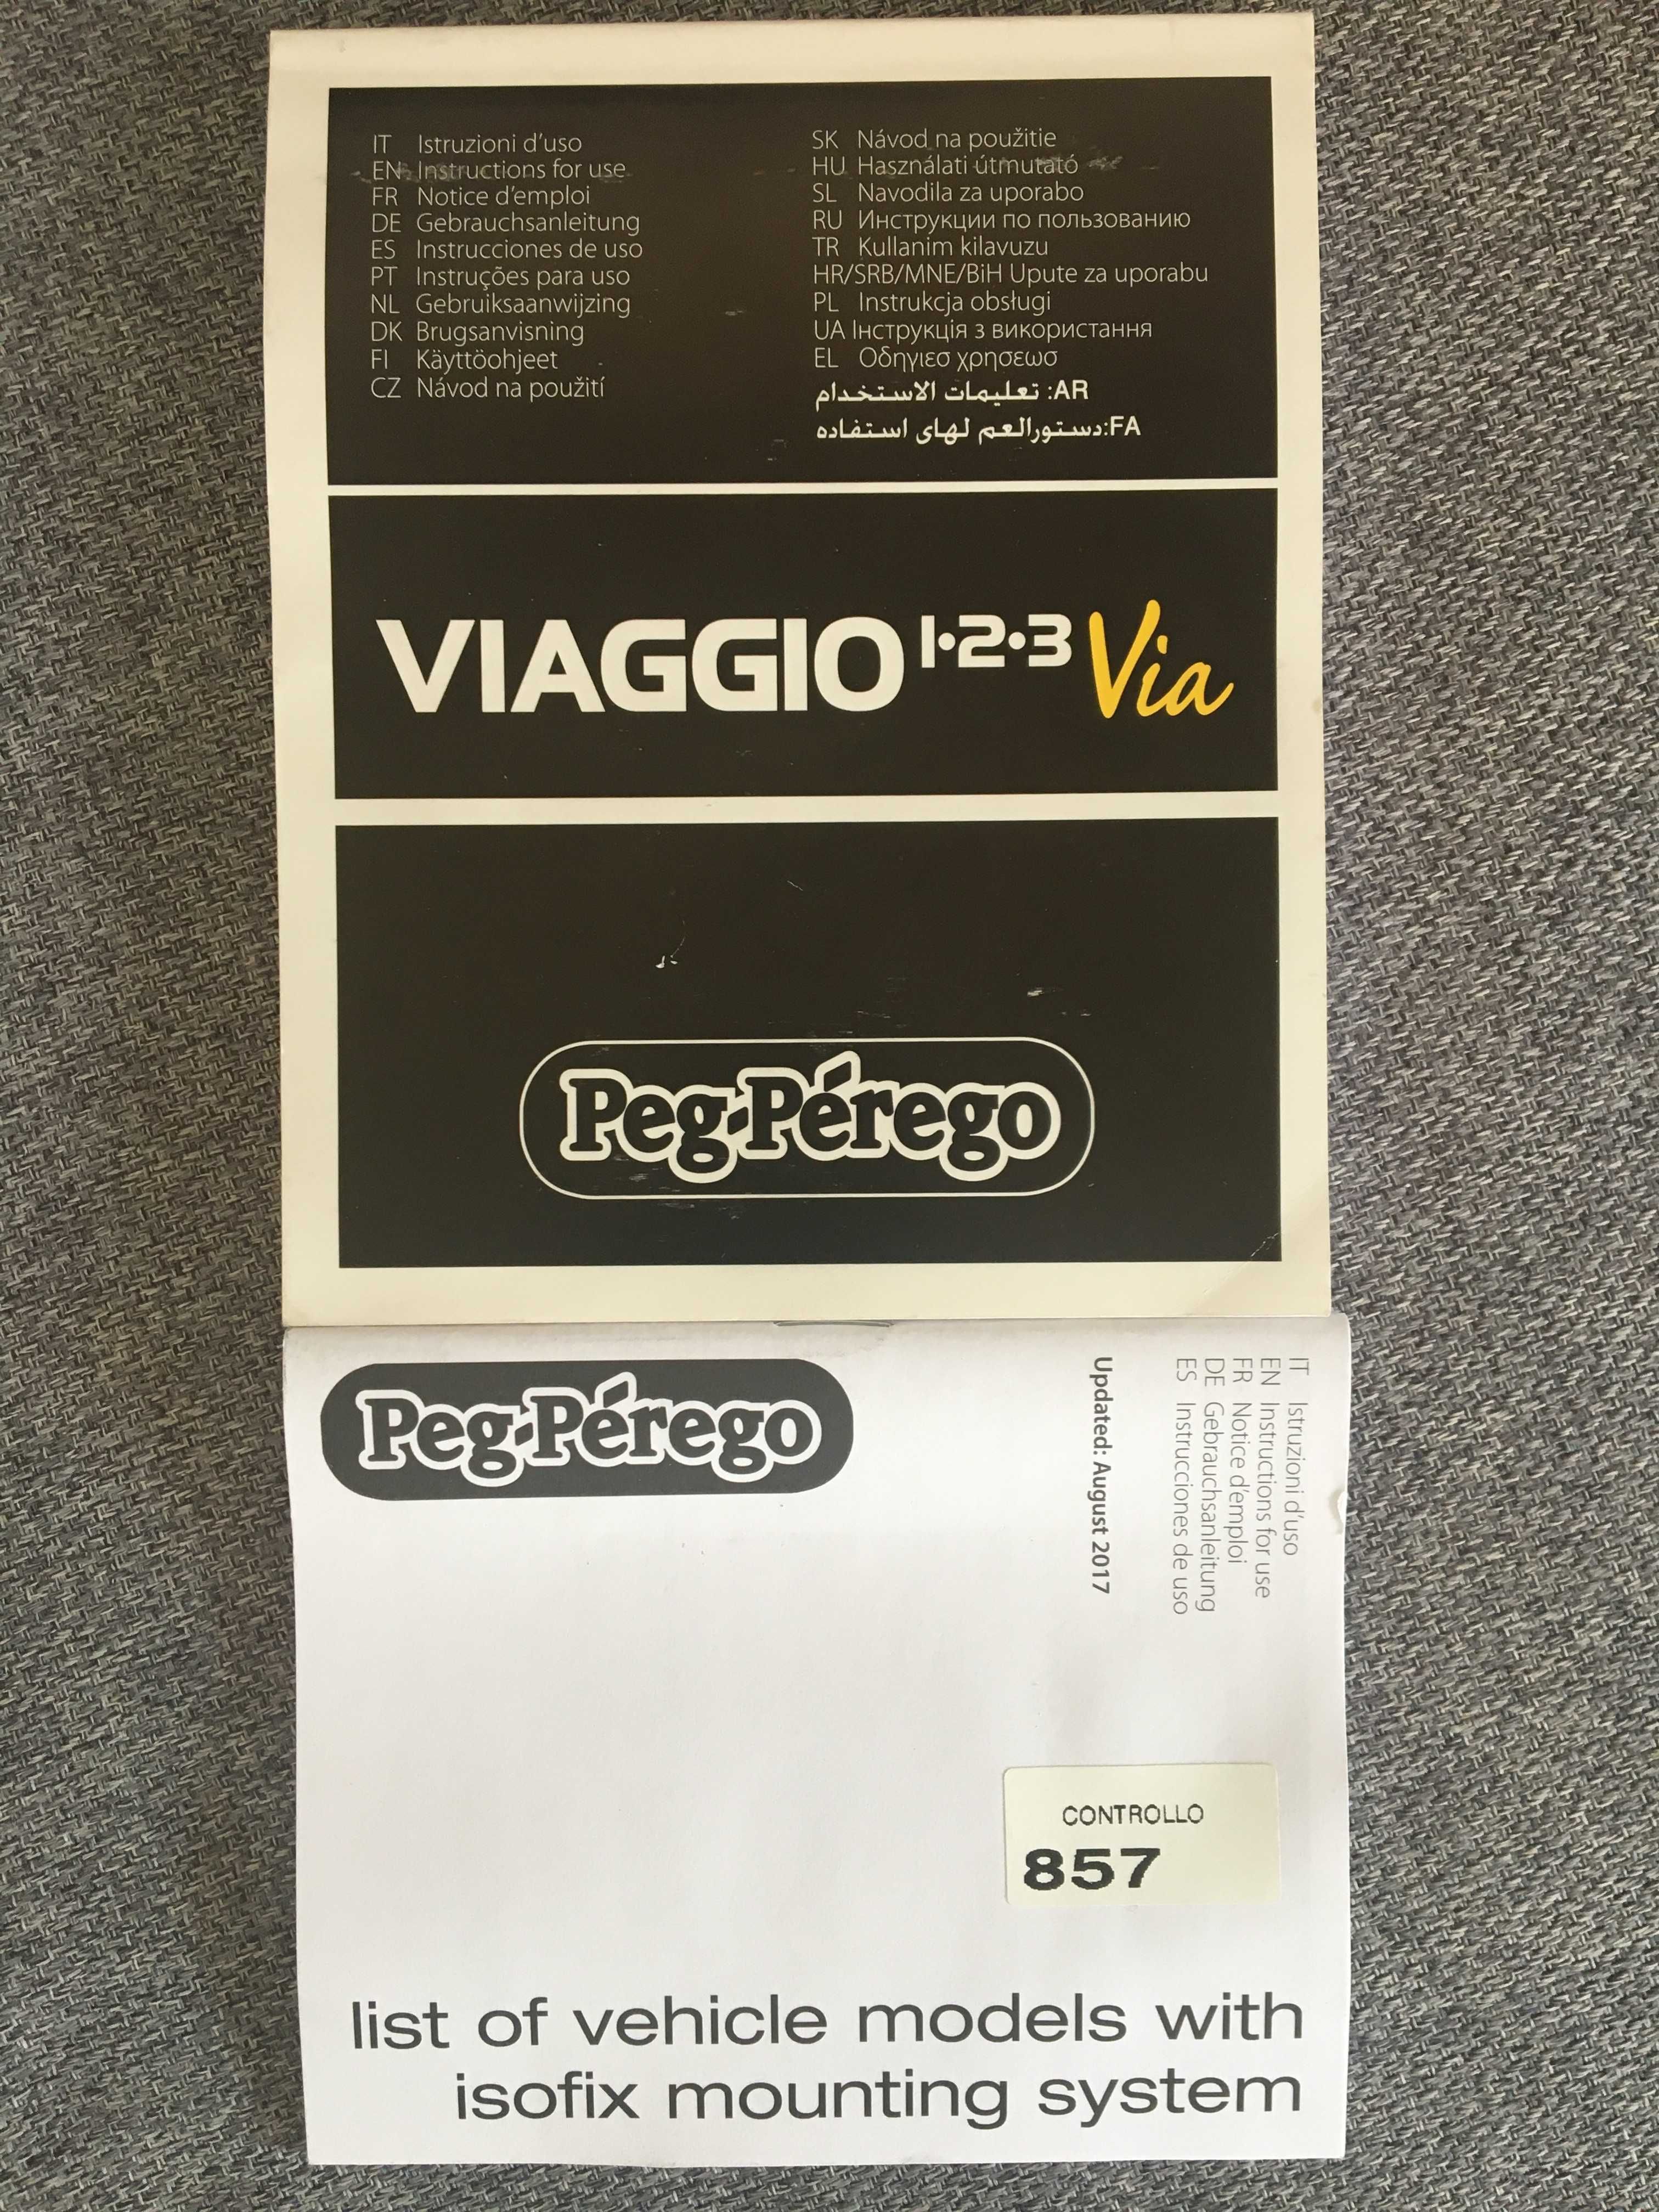 IT Istruzioni d'uso
EN Instructions for use
FR Notice d'emploi
DE Gebrauchsanleitung
ES Instrucciones de uso
PT Instruções para uso
NL Gebruiksaanwijzing
DK Brugsanvisning
FI Käyttöohjeet
CZ Návod na použití
SK Návod na použitie
HU Használati útmutató
SL Navodila za uporabo
RU Инструкции по пользованию
TR Kullanim kilavuzu
HR/SRB/MNE/BiH Upute za uporabu
PL Instrukcja obsługi
UA Інструкція з використання
EL Οδηγιεσ χρησεωσ
AR: تعليمات الاستخدام
FA:دستورالعم لهای استفاده
VIAGGIO 1•2•3 Via
Peg-Pérego
Peg-Pérego
IT Istruzioni d'uso
EN Instructions for use
FR Notice d'emploi
DE Gebrauchsanleitung
ES Instrucciones de uso
Updated: August 2017
CONTROLLO
857
list of vehicle models with
isofix mounting system